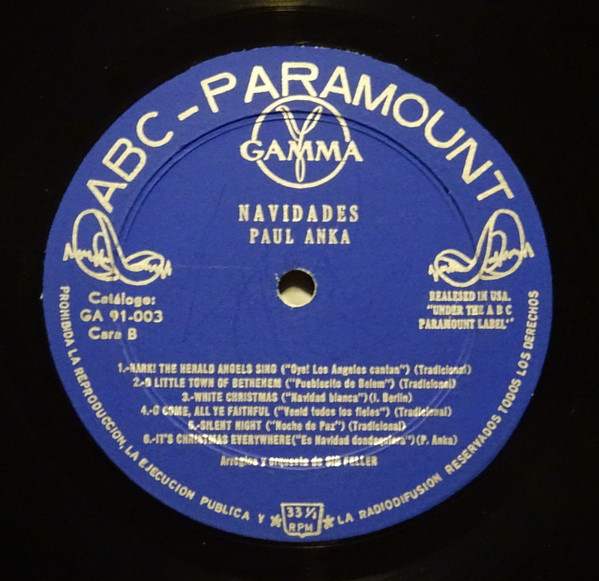 ABC-PARAMOUNT
GAMMA
NAVIDADES
PAUL ANKA
Catálogo:
GA 91-003
Cara B
REALESED IN USA.
"UNDER THE A B C
PARAMOUNT LABEL"
1.-HARK! THE HERALD ANGELS SING ("Oye! Los Angeles cantan") (Tradicional)
2.-O LITTLE TOWN OF BETHEHEM ("Pueblecito de Belem") (Tradicional)
3.-WHITE CHRISTMAS ("Navidad blanca") (I. Berlin)
4.-O COME, ALL YE FAITHFUL ("Venid todos los fieles") (Tradicional)
5.-SILENT NIGHT ("Noche de Paz") (Tradicional)
6.-IT'S CHRISTMAS EVERYWHERE ("Es Navidad dondequiera") (P. Anka)
Arreglos y orquesta de SID FELLER
PROHIBIDA LA REPRODUCCION, LA EJECUCION PUBLICA Y LA RADIODIFUSION RESERVADOS TODOS LOS DERECHOS
33 1/3
RPM